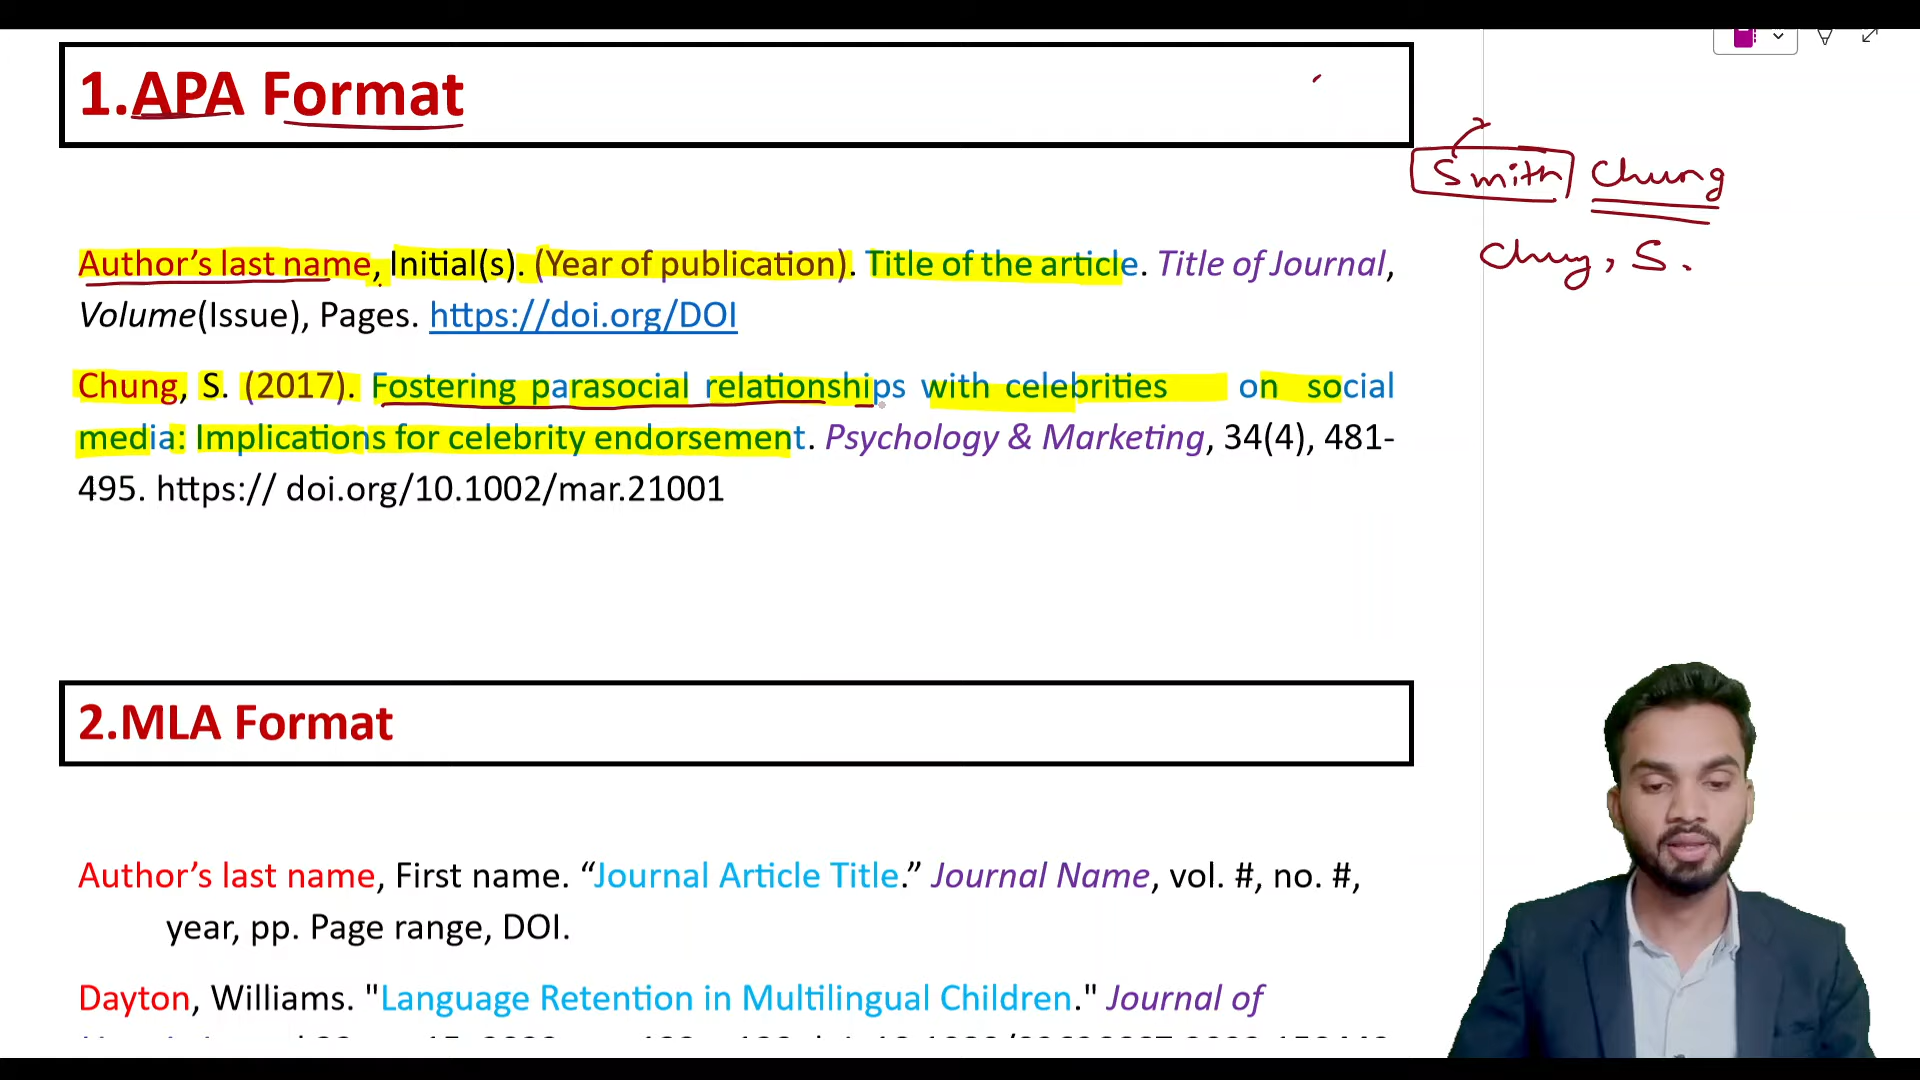 1.APA Format
Smith Chung
Chung, S.
Author’s last name, Initial(s). (Year of publication). Title of the article. Title of Journal,
Volume(Issue), Pages. https://doi.org/DOI
Chung, S. (2017). Fostering parasocial relationships with celebrities on social
media: Implications for celebrity endorsement. Psychology & Marketing, 34(4), 481-
495. https:// doi.org/10.1002/mar.21001
2.MLA Format
Author’s last name, First name. “Journal Article Title.” Journal Name, vol. #, no. #,
year, pp. Page range, DOI.
Dayton, Williams. "Language Retention in Multilingual Children." Journal of